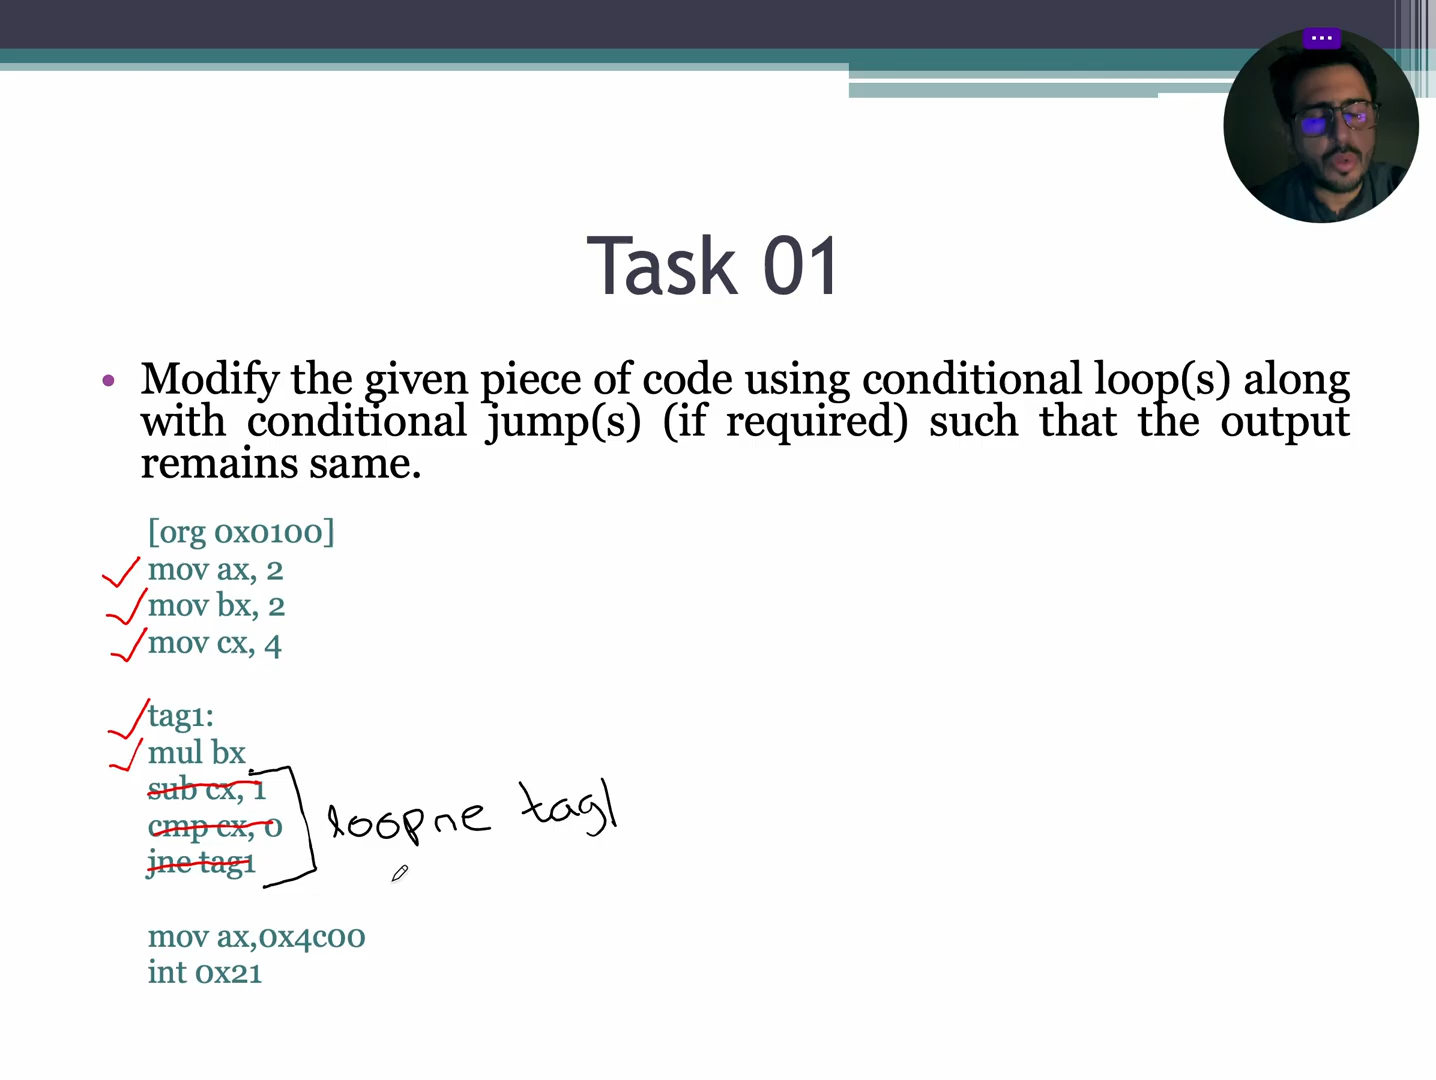 Task 01
• Modify the given piece of code using conditional loop(s) along
with conditional jump(s) (if required) such that the output
remains same.
[org 0x0100]
mov ax, 2
mov bx, 2
mov cx, 4
tag1:
mul bx
sub cx, 1
cmp cx, 0
jne tag1
loopne tag1
mov ax,0x4c00
int 0x21